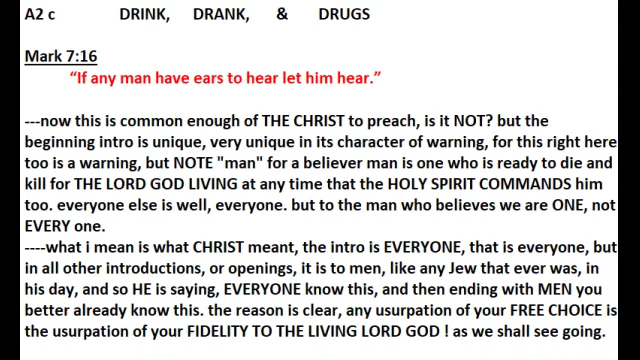 A2 c DRINK, DRANK, & DRUGS
Mark 7:16
“If any man have ears to hear let him hear.”
---now this is common enough of THE CHRIST to preach, is it NOT? but the
beginning intro is unique, very unique in its character of warning, for this right here
too is a warning, but NOTE "man" for a believer man is one who is ready to die and
kill for THE LORD GOD LIVING at any time that the HOLY SPIRIT COMMANDS him
too. everyone else is well, everyone. but to the man who believes we are ONE, not
EVERY one.
----what i mean is what CHRIST meant, the intro is EVERYONE, that is everyone, but
in all other introductions, or openings, it is to men, like any Jew that ever was, in
his day, and so HE is saying, EVERYONE know this, and then ending with MEN you
better already know this. the reason is clear, any usurpation of your FREE CHOICE is
the usurpation of your FIDELITY TO THE LIVING LORD GOD ! as we shall see going.